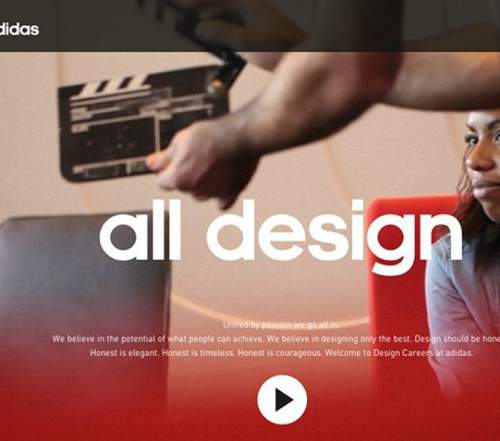 adidas
all design
United by passion we go all in.
We believe in the potential of what people can achieve. We believe in designing only the best. Design should be hone
Honest is elegant. Honest is timeless. Honest is courageous. Welcome to Design Careers at adidas.